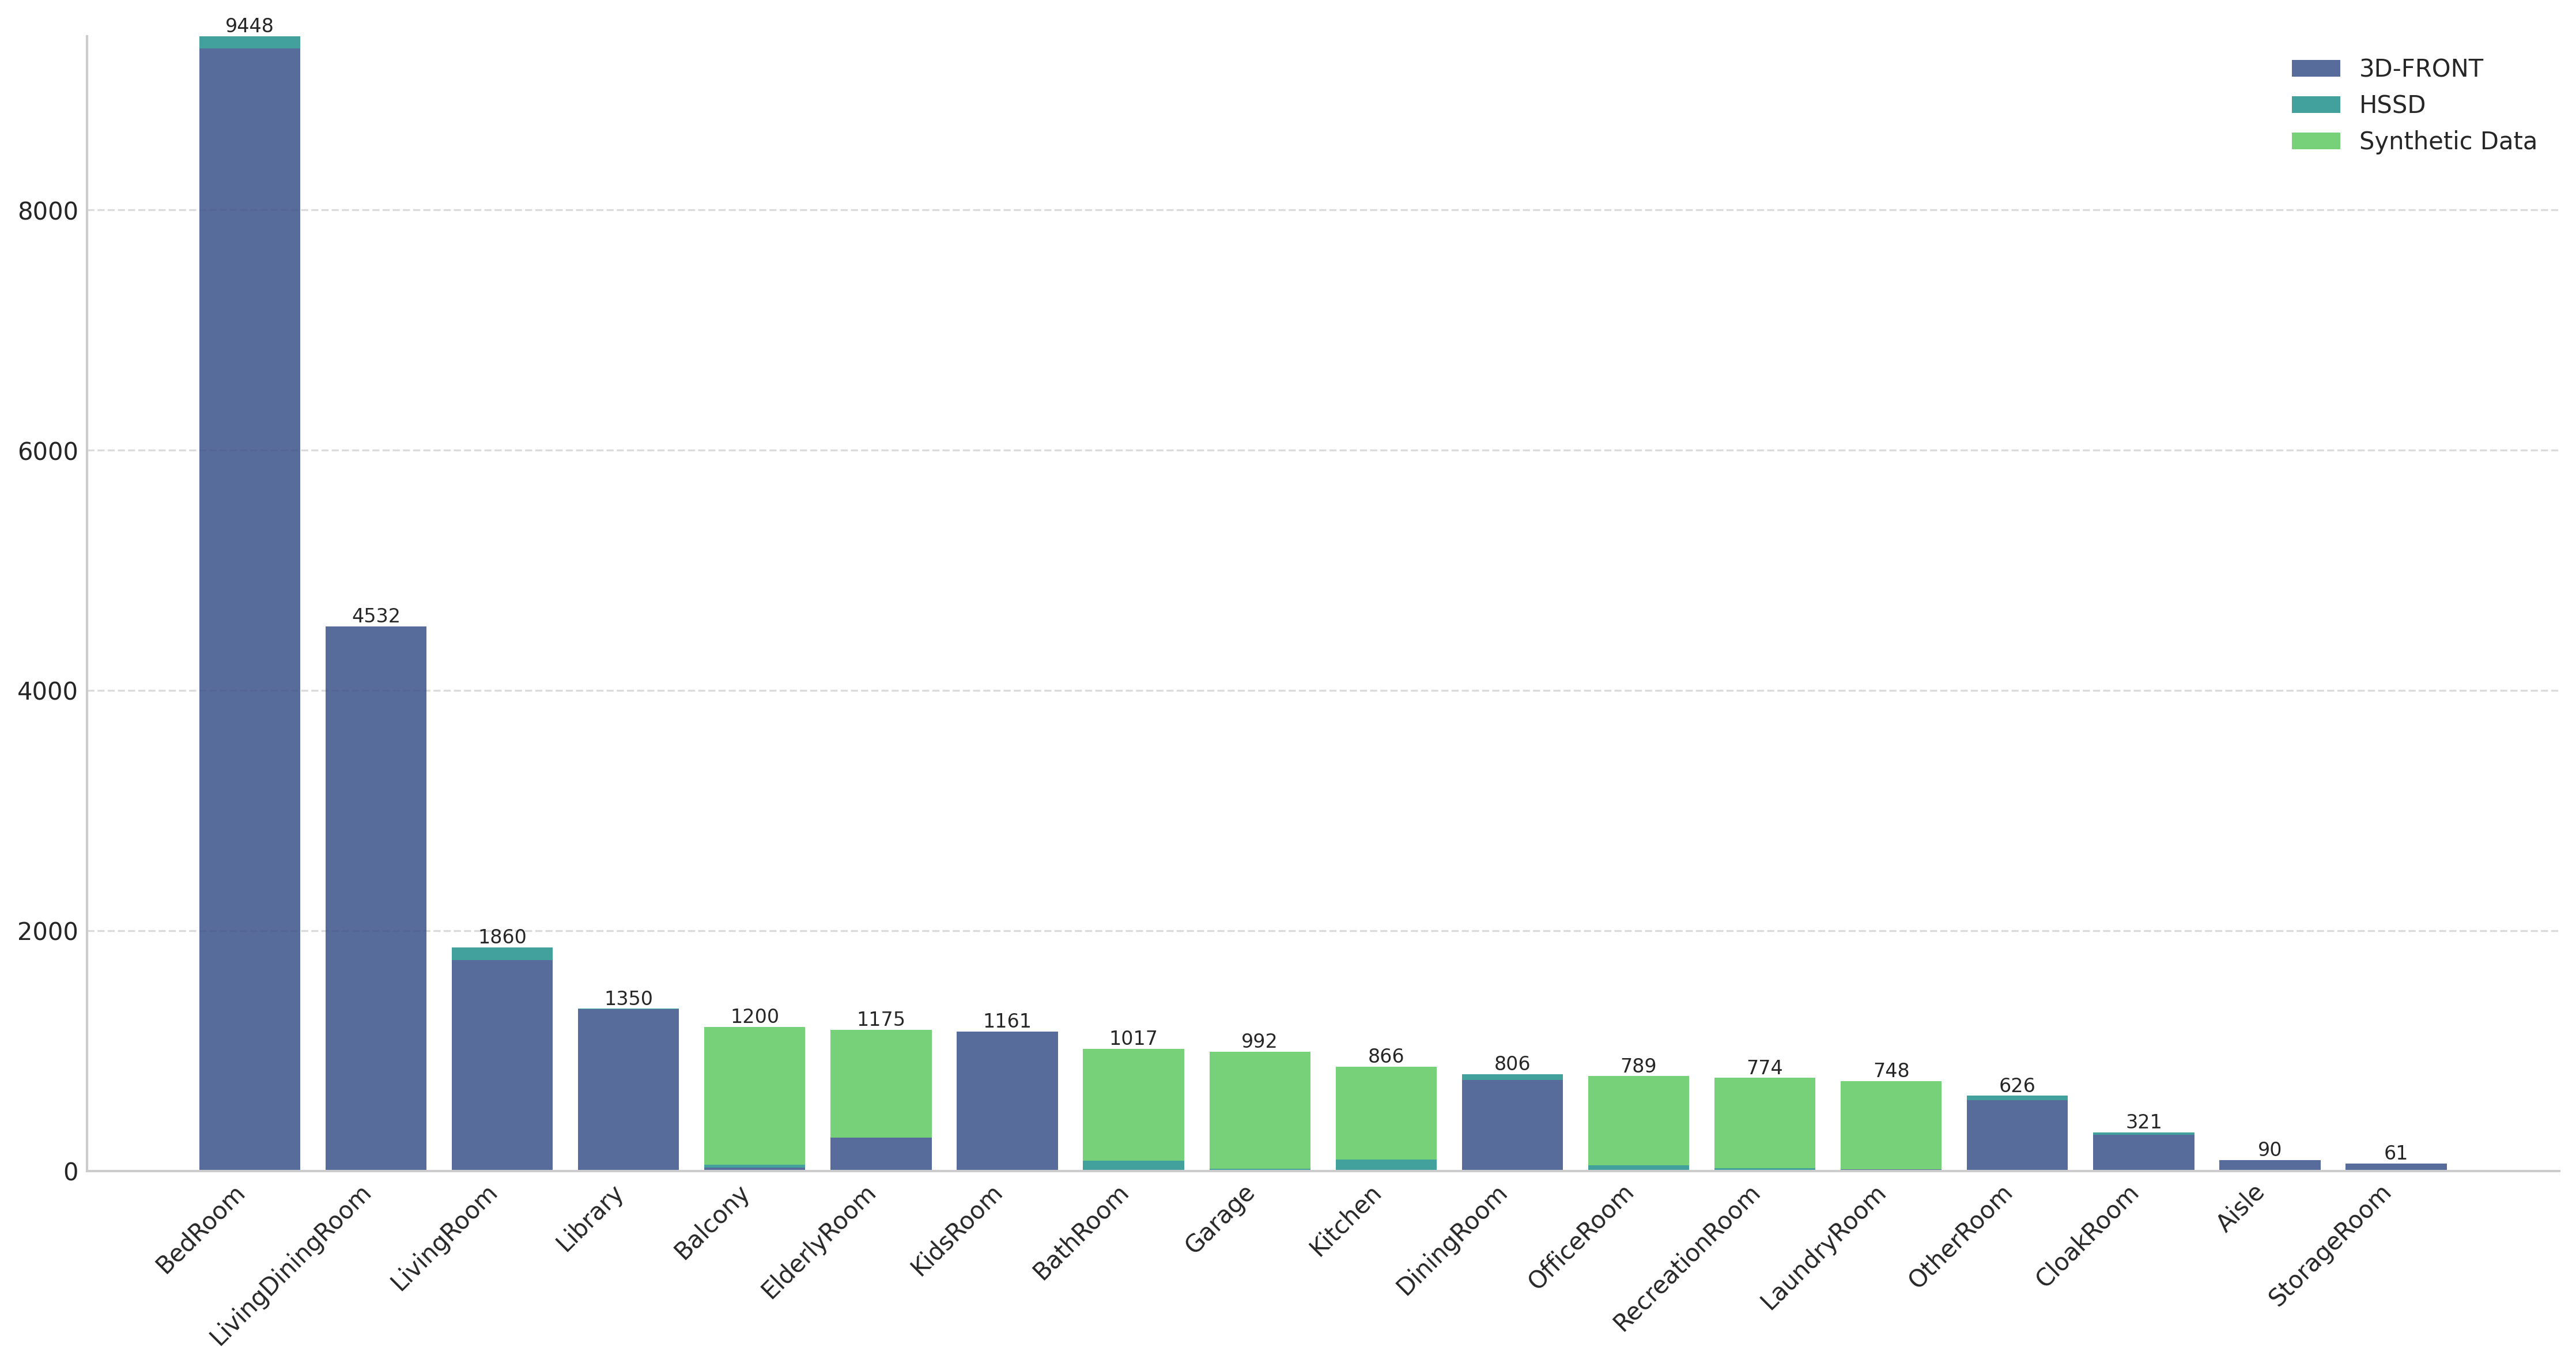 9448
3D-FRONT
HSSD
Synthetic Data
8000
6000
4532
4000
2000
1860
1350
1200
1175
1161
1017
992
866
806
789
774
748
626
321
90
61
0
BedRoom
LivingDiningRoom
LivingRoom
Library
Balcony
ElderlyRoom
KidsRoom
BathRoom
Garage
Kitchen
DiningRoom
OfficeRoom
RecreationRoom
LaundryRoom
OtherRoom
CloakRoom
Aisle
StorageRoom